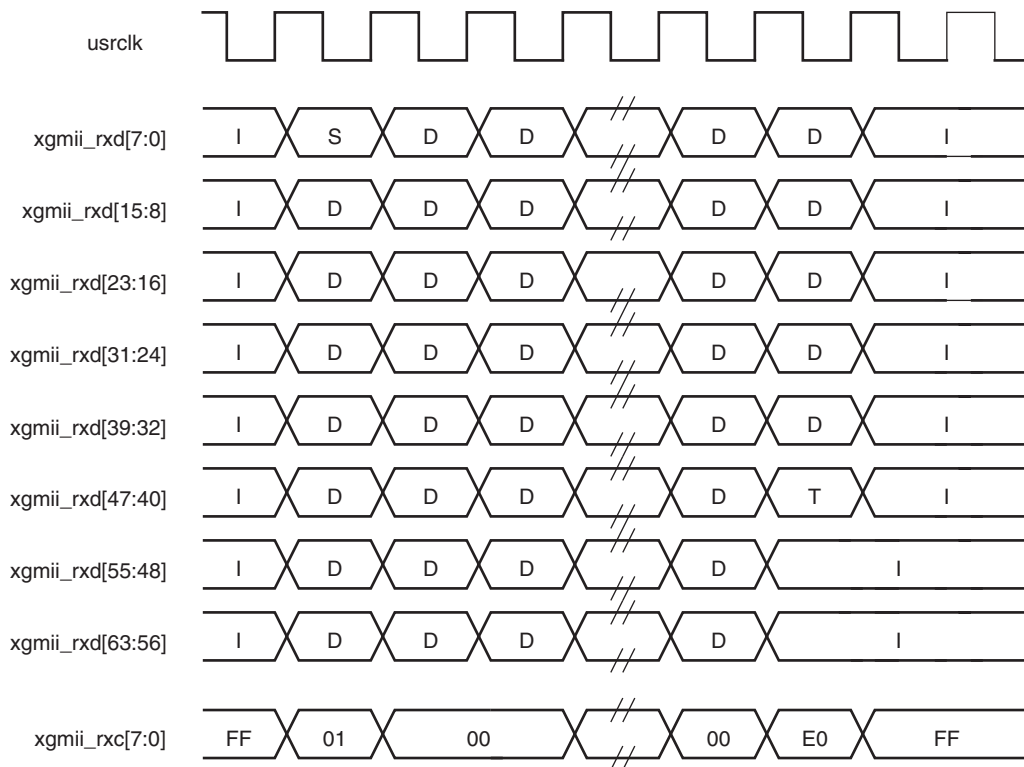 usrclk
xgmii_rxd[7:0] I S D D D D I
xgmii_rxd[15:8] I D D D D D I
xgmii_rxd[23:16] I D D D D D I
xgmii_rxd[31:24] I D D D D D I
xgmii_rxd[39:32] I D D D D D I
xgmii_rxd[47:40] I D D D D T I
xgmii_rxd[55:48] I D D D D I
xgmii_rxd[63:56] I D D D D I
xgmii_rxc[7:0] FF 01 00 00 E0 FF